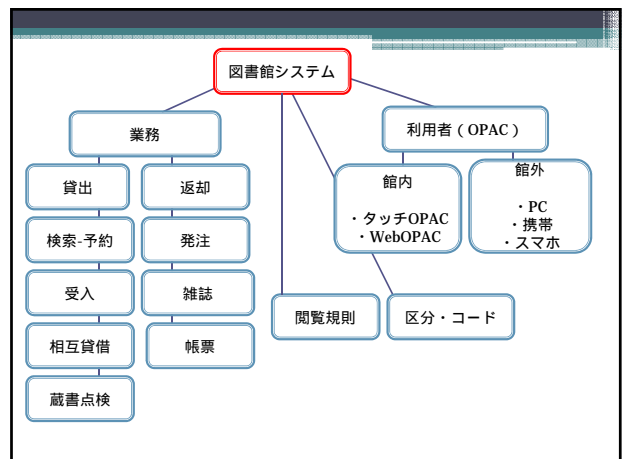 図書館システム
業務
利用者（OPAC）
貸出
返却
検索-予約
発注
受入
雑誌
相互貸借
帳票
蔵書点検
館内
・タッチOPAC
・WebOPAC
館外
・PC
・携帯
・スマホ
閲覧規則
区分・コード